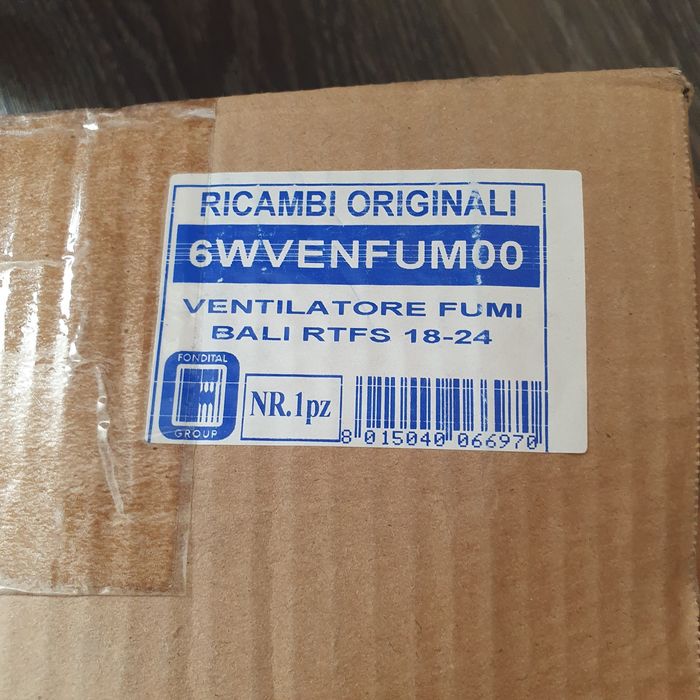 RICAMBI ORIGINALI
6WVENFUM00
VENTILATORE FUMI
BALI RTFS 18-24
FONDITAL
GROUP
NR.1pz
8 015040 066970